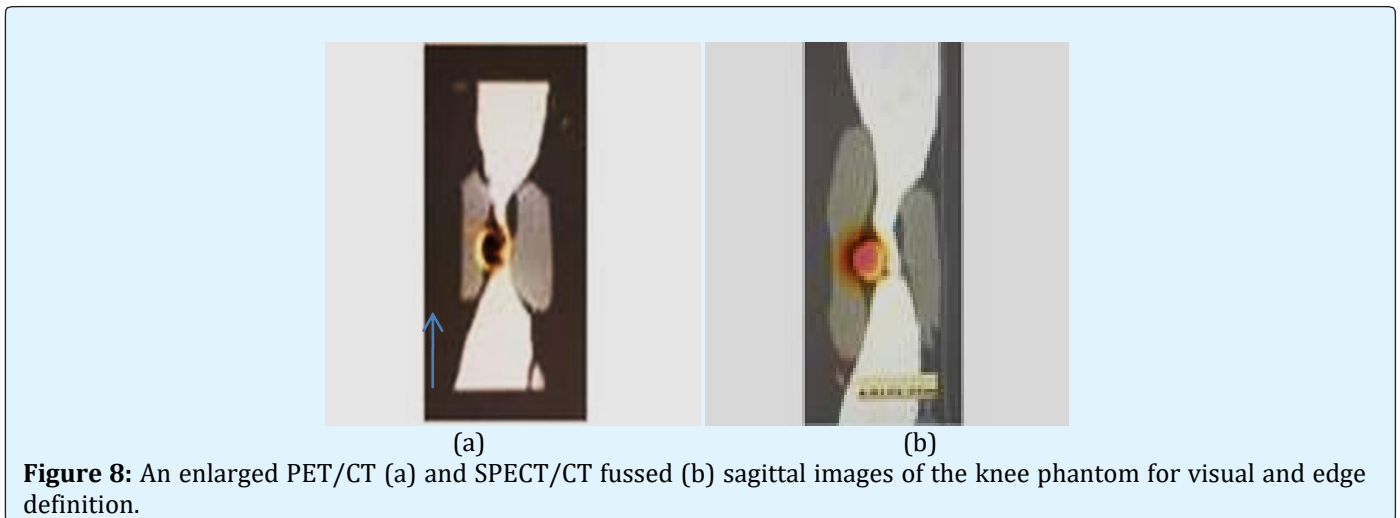 (a)
(b)
Figure 8: An enlarged PET/CT (a) and SPECT/CT fussed (b) sagittal images of the knee phantom for visual and edge
definition.